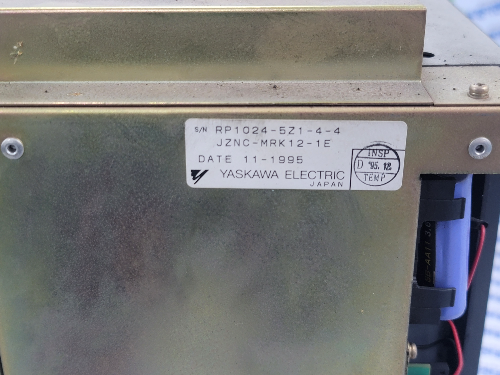 S/N RP1024-5Z1-4-4
JZNC-MRK12-1E
DATE 11-1995
YASKAWA ELECTRIC
JAPAN
INSP
D '95. 12
TEMP